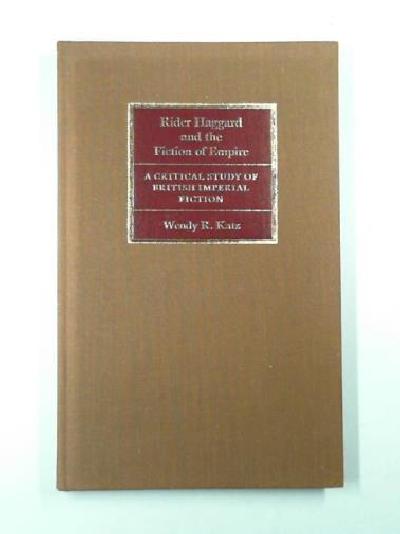 Rider Haggard
and the
Fiction of Empire
A CRITICAL STUDY OF
BRITISH IMPERIAL
FICTION
Wendy R. Katz